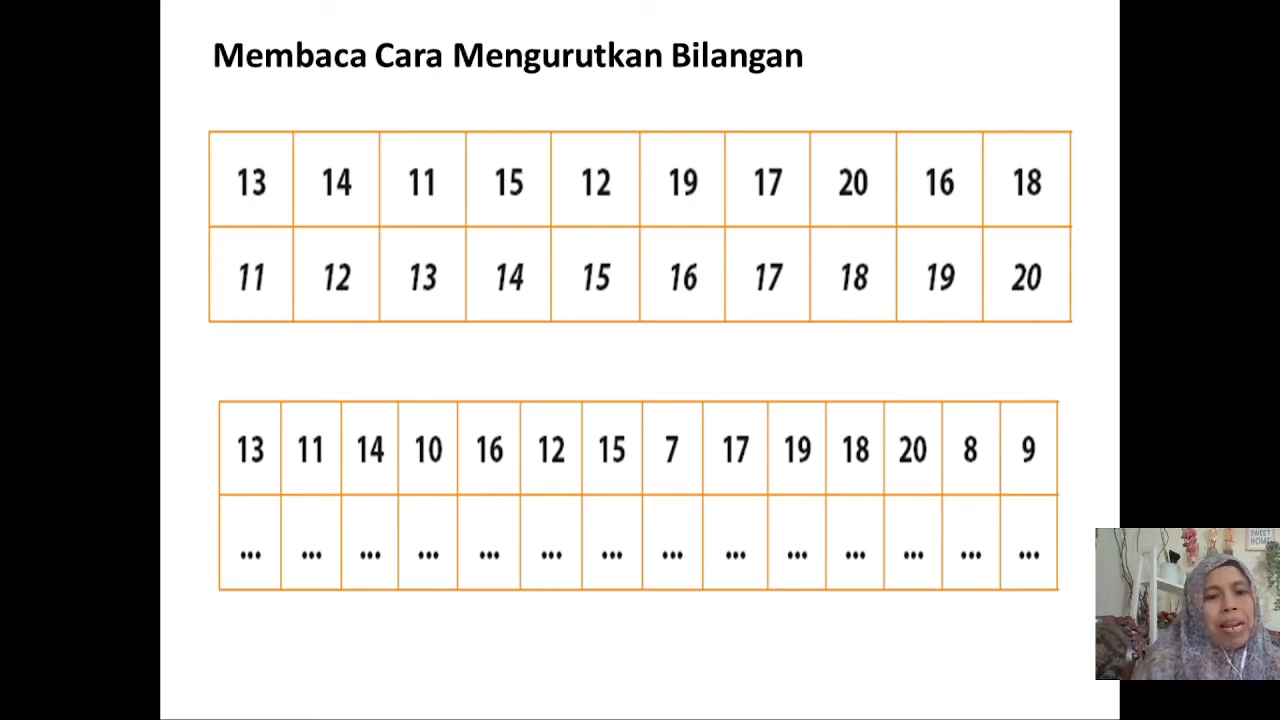 Membaca Cara Mengurutkan Bilangan
13 14 11 15 12 19 17 20 16 18
11 12 13 14 15 16 17 18 19 20
13 11 14 10 16 12 15 7 17 19 18 20 8 9
... ... ... ... ... ... ... ... ... ... ... ... ... ...
SWEET
HOME